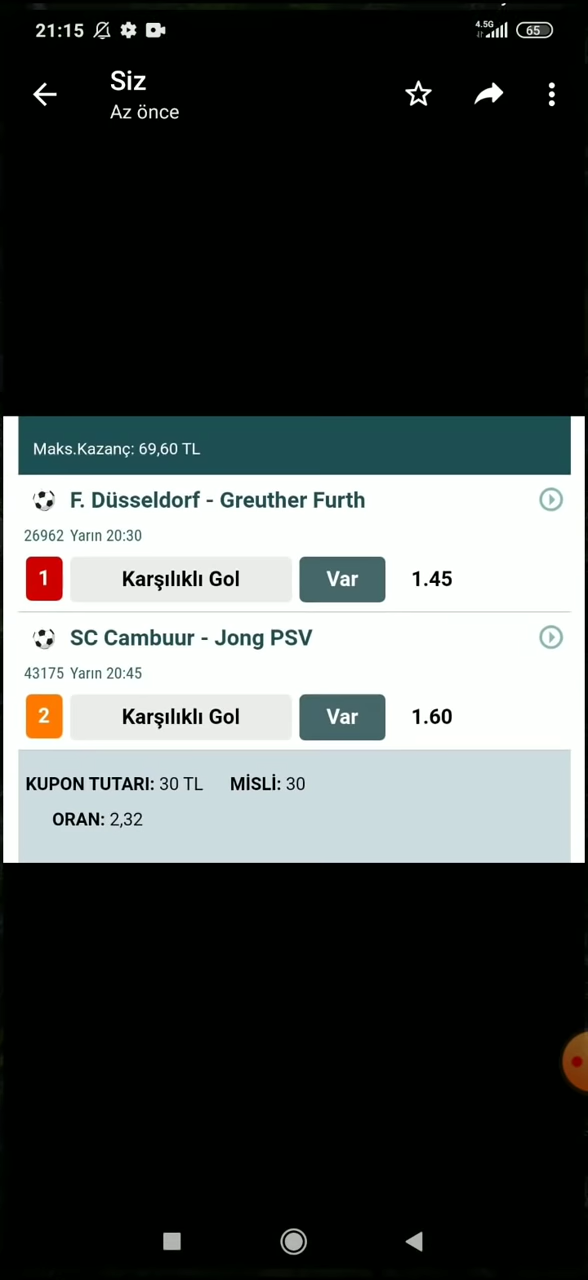 21:15
4.5G
65
Siz
Az önce
Maks.Kazanç: 69,60 TL
F. Düsseldorf - Greuther Furth
26962 Yarın 20:30
1 Karşılıklı Gol Var 1.45
SC Cambuur - Jong PSV
43175 Yarın 20:45
2 Karşılıklı Gol Var 1.60
KUPON TUTARI: 30 TL MİSLİ: 30
ORAN: 2,32